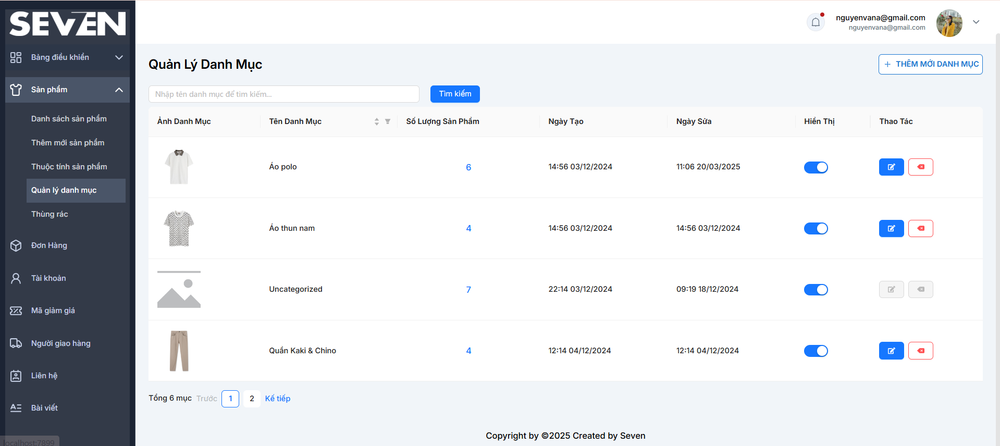 SEVEN
Bảng điều khiển
Sản phẩm
Danh sách sản phẩm
Thêm mới sản phẩm
Thuộc tính sản phẩm
Quản lý danh mục
Thùng rác
Đơn Hàng
Tài khoản
Mã giảm giá
Người giao hàng
Liên hệ
Bài viết
localhost:7899
nguyenvana@gmail.com
nguyenvana@gmail.com
Quản Lý Danh Mục
THÊM MỚI DANH MỤC
Nhập tên danh mục để tìm kiếm...
Tìm kiếm
Ảnh Danh Mục Tên Danh Mục Số Lượng Sản Phẩm Ngày Tạo Ngày Sửa Hiển Thị Thao Tác
Áo polo 6 14:56 03/12/2024 11:06 20/03/2025
Áo thun nam 4 14:56 03/12/2024 14:56 03/12/2024
Uncategorized 7 22:14 03/12/2024 09:19 18/12/2024
Quần Kaki & Chino 4 12:14 04/12/2024 12:14 04/12/2024
Tổng 6 mục Trước 1 2 Kế tiếp
Copyright by ©2025 Created by Seven